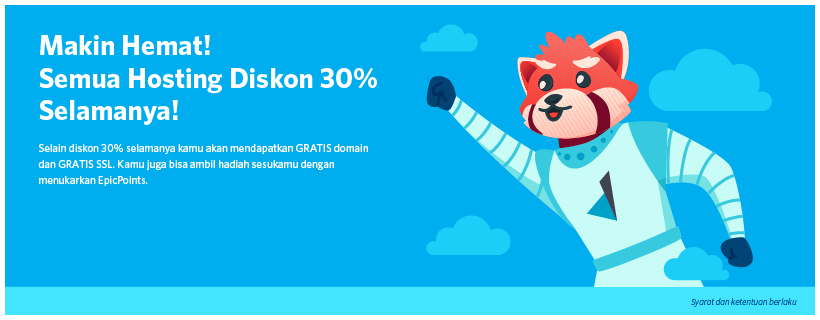 Makin Hemat!
Semua Hosting Diskon 30%
Selamanya!
Selain diskon 30% selamanya kamu akan mendapatkan GRATIS domain
dan GRATIS SSL. Kamu juga bisa ambil hadiah sesukamu dengan
menukarkan EpicPoints.
Syarat dan ketentuan berlaku